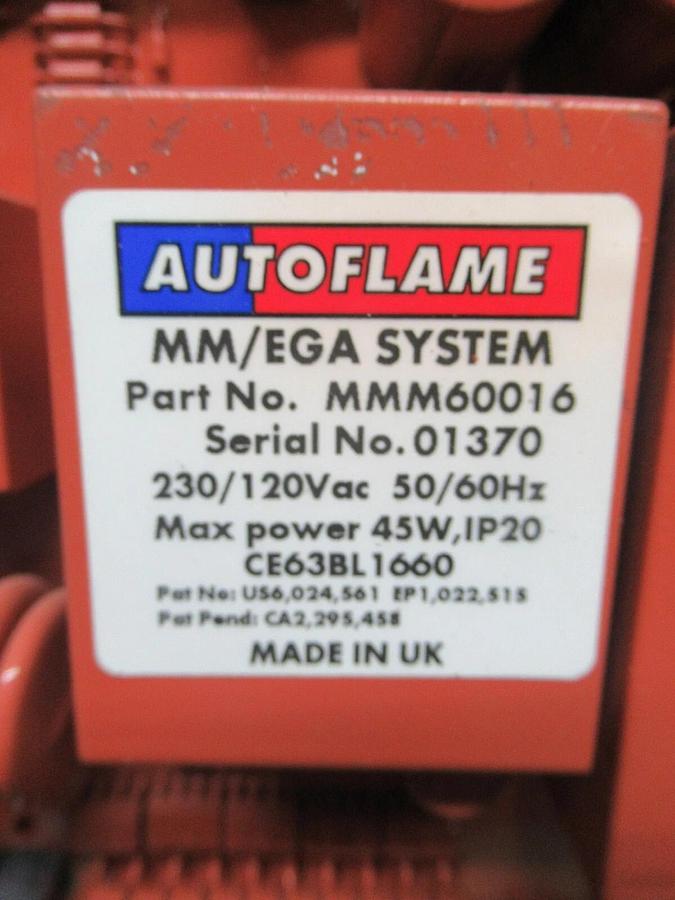 AUTOFLAME
MM/EGA SYSTEM
Part No. MMM60016
Serial No. 01370
230/120Vac 50/60Hz
Max power 45W,IP20
CE63BL1660
Pat No: US6,024,561 EP1,022,515
Pat Pend: CA2,295,458
MADE IN UK